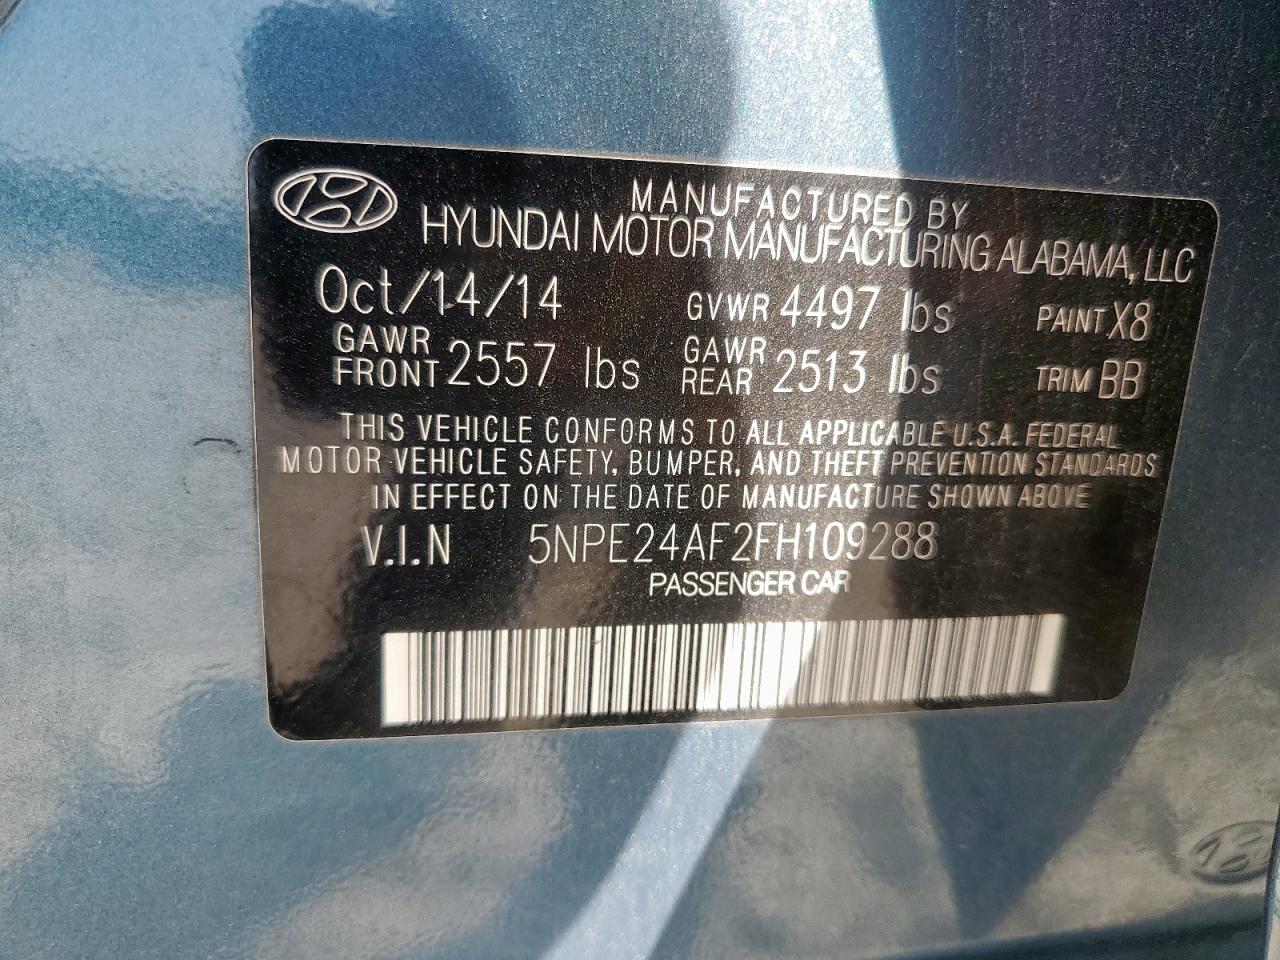 MANUFACTURED BY
HYUNDAI MOTOR MANUFACTURING ALABAMA, LLC
Oct/14/14 GVWR 4497 lbs PAINT X8
GAWR FRONT 2557 lbs GAWR REAR 2513 lbs TRIM BB
THIS VEHICLE CONFORMS TO ALL APPLICABLE U.S.A. FEDERAL
MOTOR VEHICLE SAFETY, BUMPER, AND THEFT PREVENTION STANDARDS
IN EFFECT ON THE DATE OF MANUFACTURE SHOWN ABOVE
V.I.N 5NPE24AF2FH109288
PASSENGER CAR